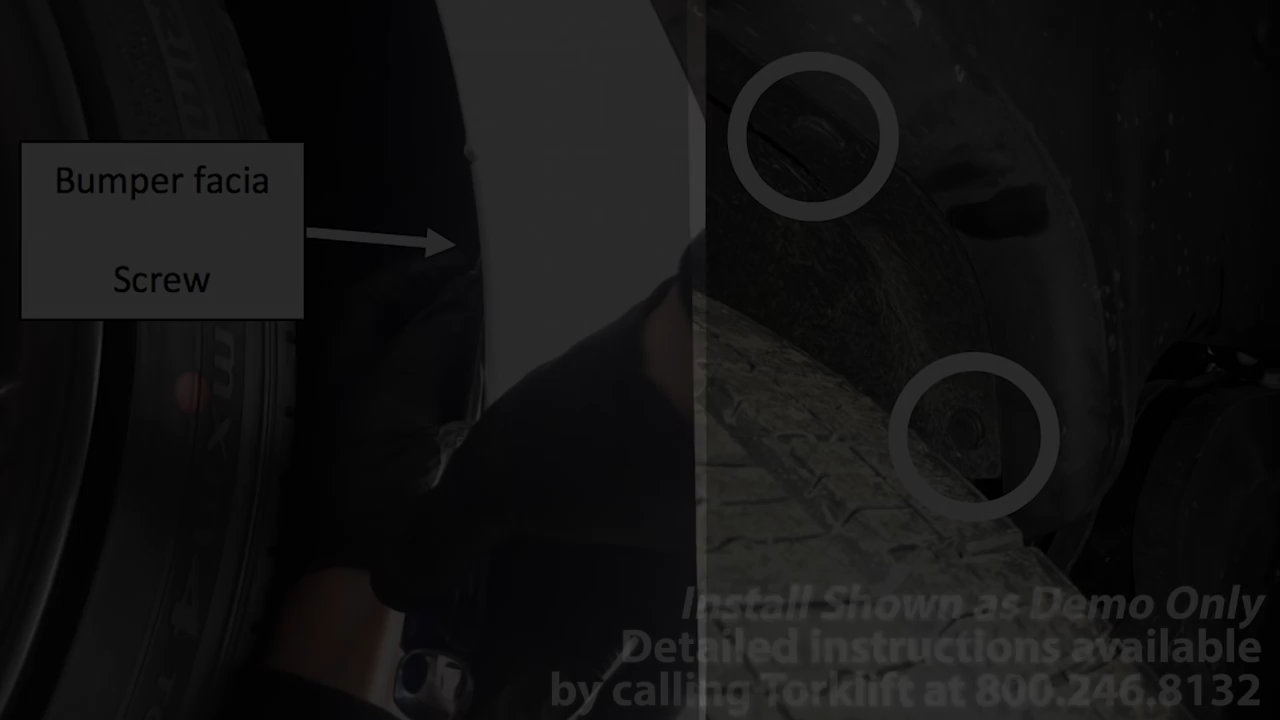 Bumper facia
Screw
Install Shown as Demo Only
Detailed instructions available
by calling Torklift at 800.246.8132